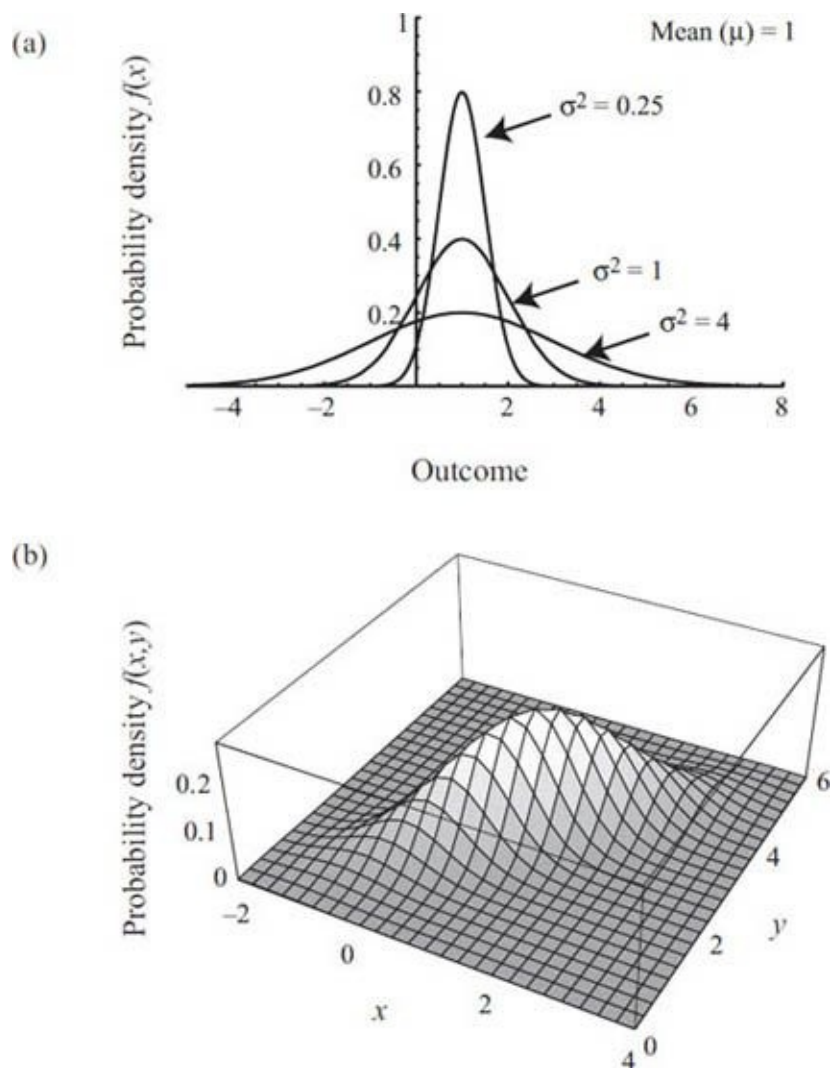 (a)
Mean (μ) = 1
Probability density f(x)
1
0.8
0.6
0.4
0.2
σ² = 0.25
σ² = 1
σ² = 4
–4
–2
2
4
6
8
Outcome
(b)
Probability density f(x,y)
0.2
0.1
0
–2
0
2
4
x
0
2
4
6
y